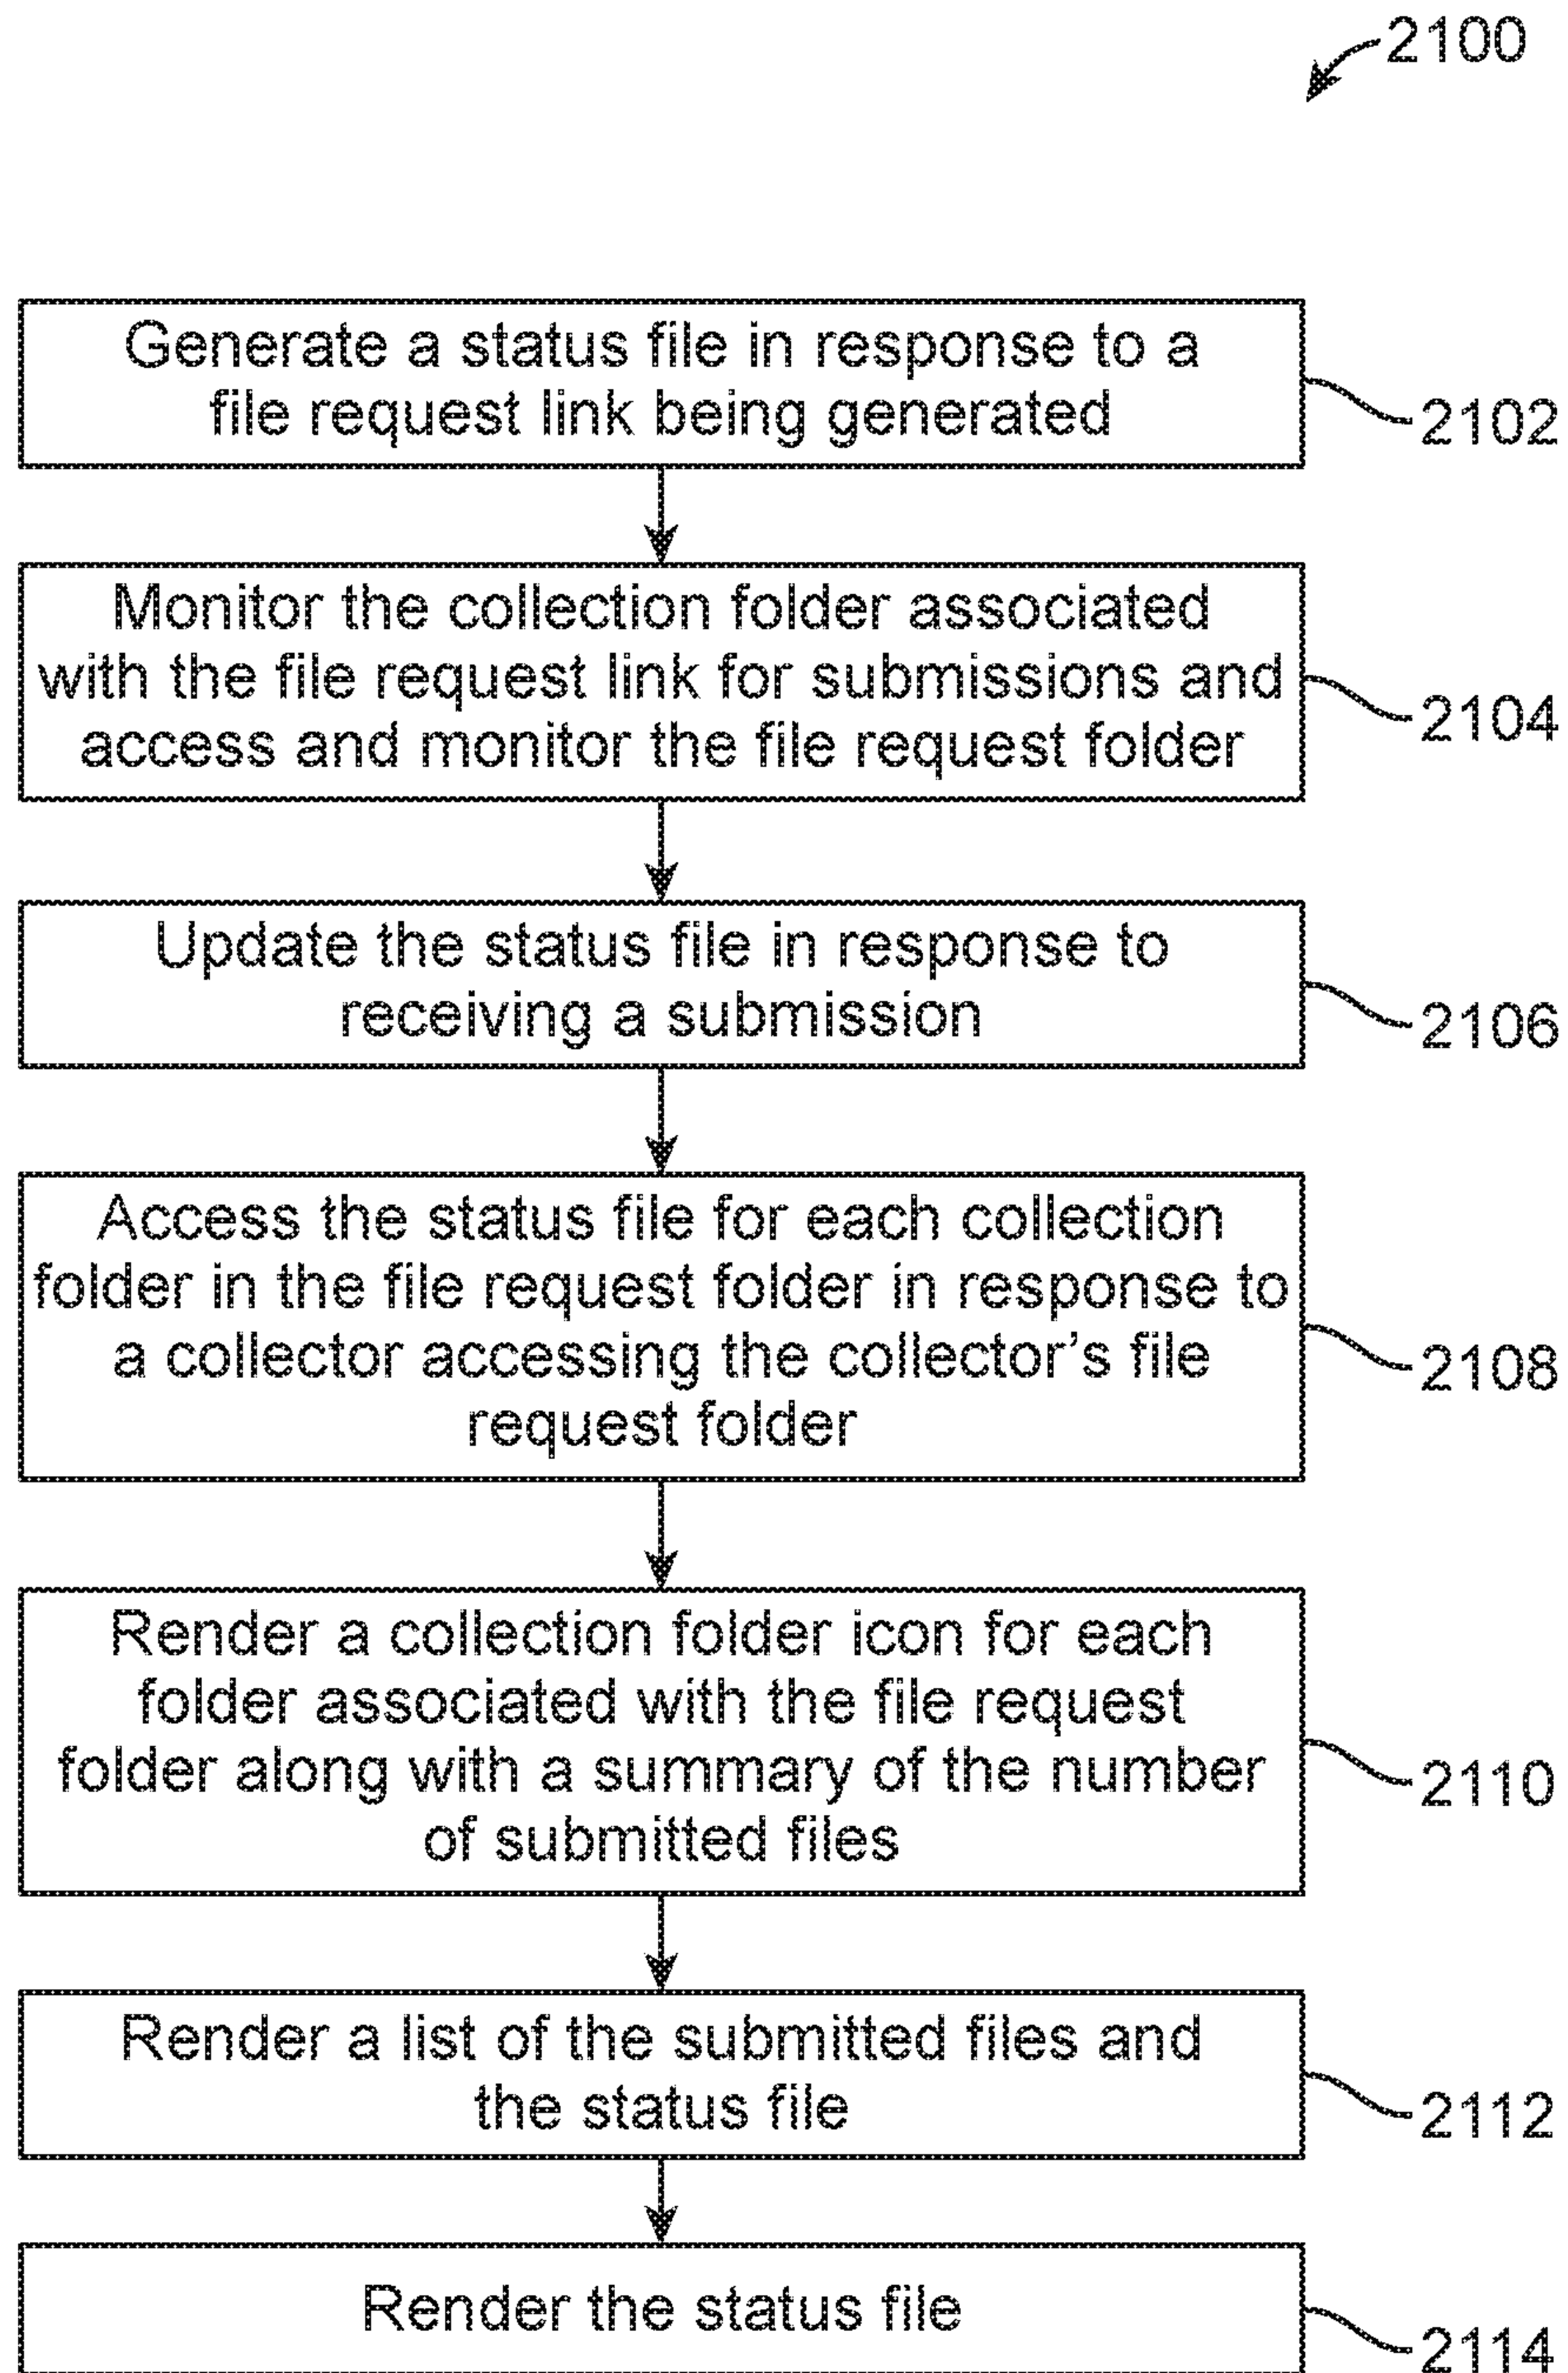 2100
Generate a status file in response to a
file request link being generated
2102
Monitor the collection folder associated
with the file request link for submissions and
access and monitor the file request folder
2104
Update the status file in response to
receiving a submission
2106
Access the status file for each collection
folder in the file request folder in response to
a collector accessing the collector's file
request folder
2108
Render a collection folder icon for each
folder associated with the file request
folder along with a summary of the number
of submitted files
2110
Render a list of the submitted files and
the status file
2112
Render the status file
2114